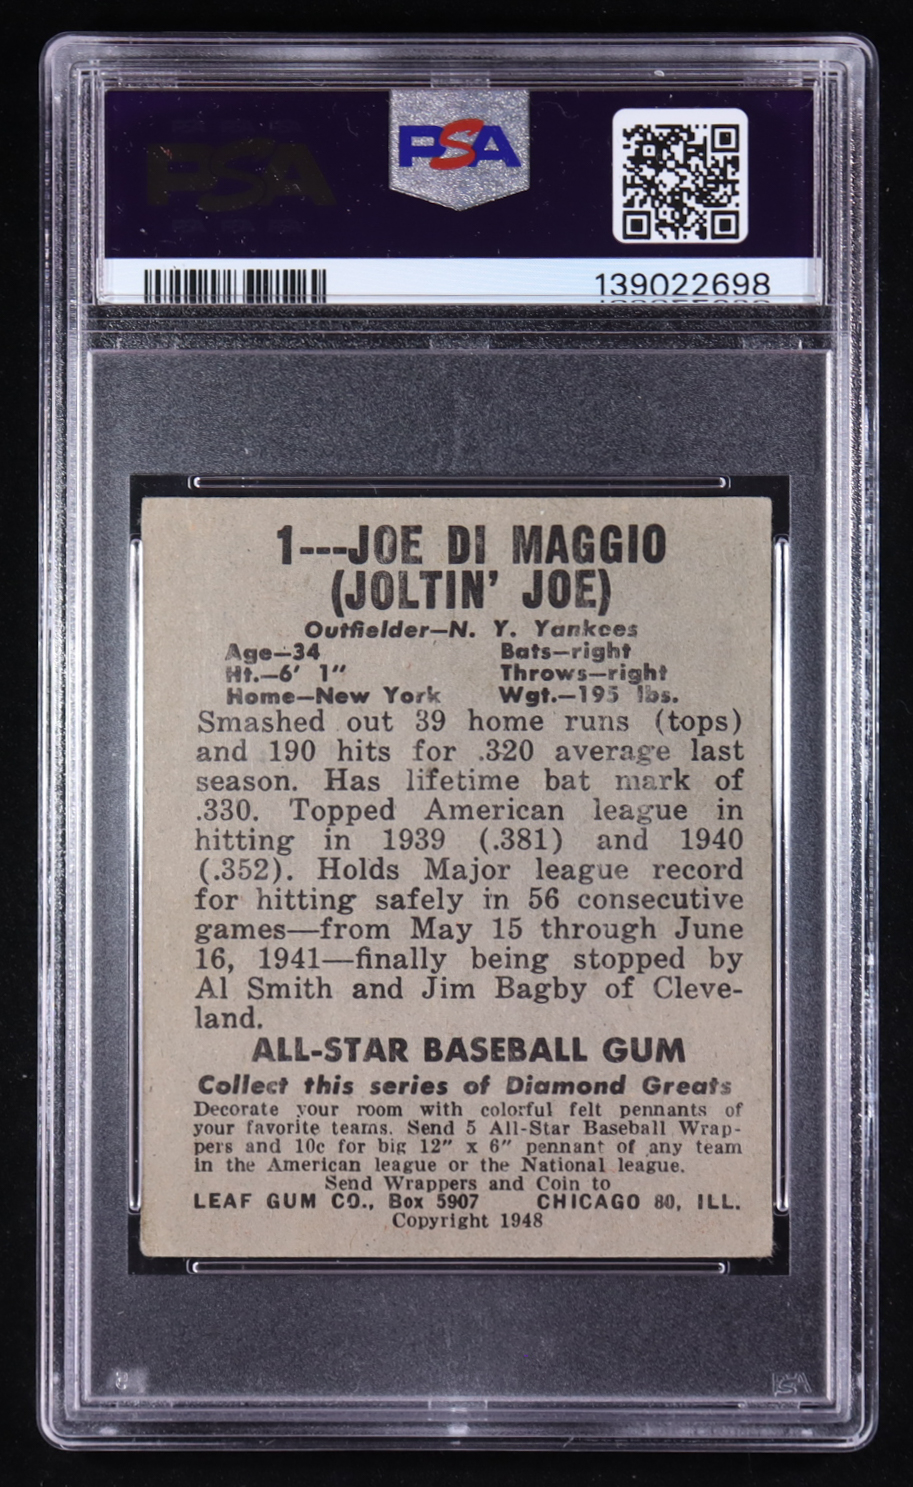 PSA
PSA
139022698
1---JOE DI MAGGIO
(JOLTIN' JOE)
Outfielder—N. Y. Yankees
Age—34 Bats—right
Ht.—6' 1" Throws—right
Home—New York Wgt.—195 lbs.
Smashed out 39 home runs (tops)
and 190 hits for .320 average last
season. Has lifetime bat mark of
.330. Topped American league in
hitting in 1939 (.381) and 1940
(.352). Holds Major league record
for hitting safely in 56 consecutive
games—from May 15 through June
16, 1941—finally being stopped by
Al Smith and Jim Bagby of Cleve-
land.
ALL-STAR BASEBALL GUM
Collect this series of Diamond Greats
Decorate your room with colorful felt pennants of
your favorite teams. Send 5 All-Star Baseball Wrap-
pers and 10c for big 12" x 6" pennant of any team
in the American league or the National league.
Send Wrappers and Coin to
LEAF GUM CO., Box 5907 CHICAGO 80, ILL.
Copyright 1948
PSA